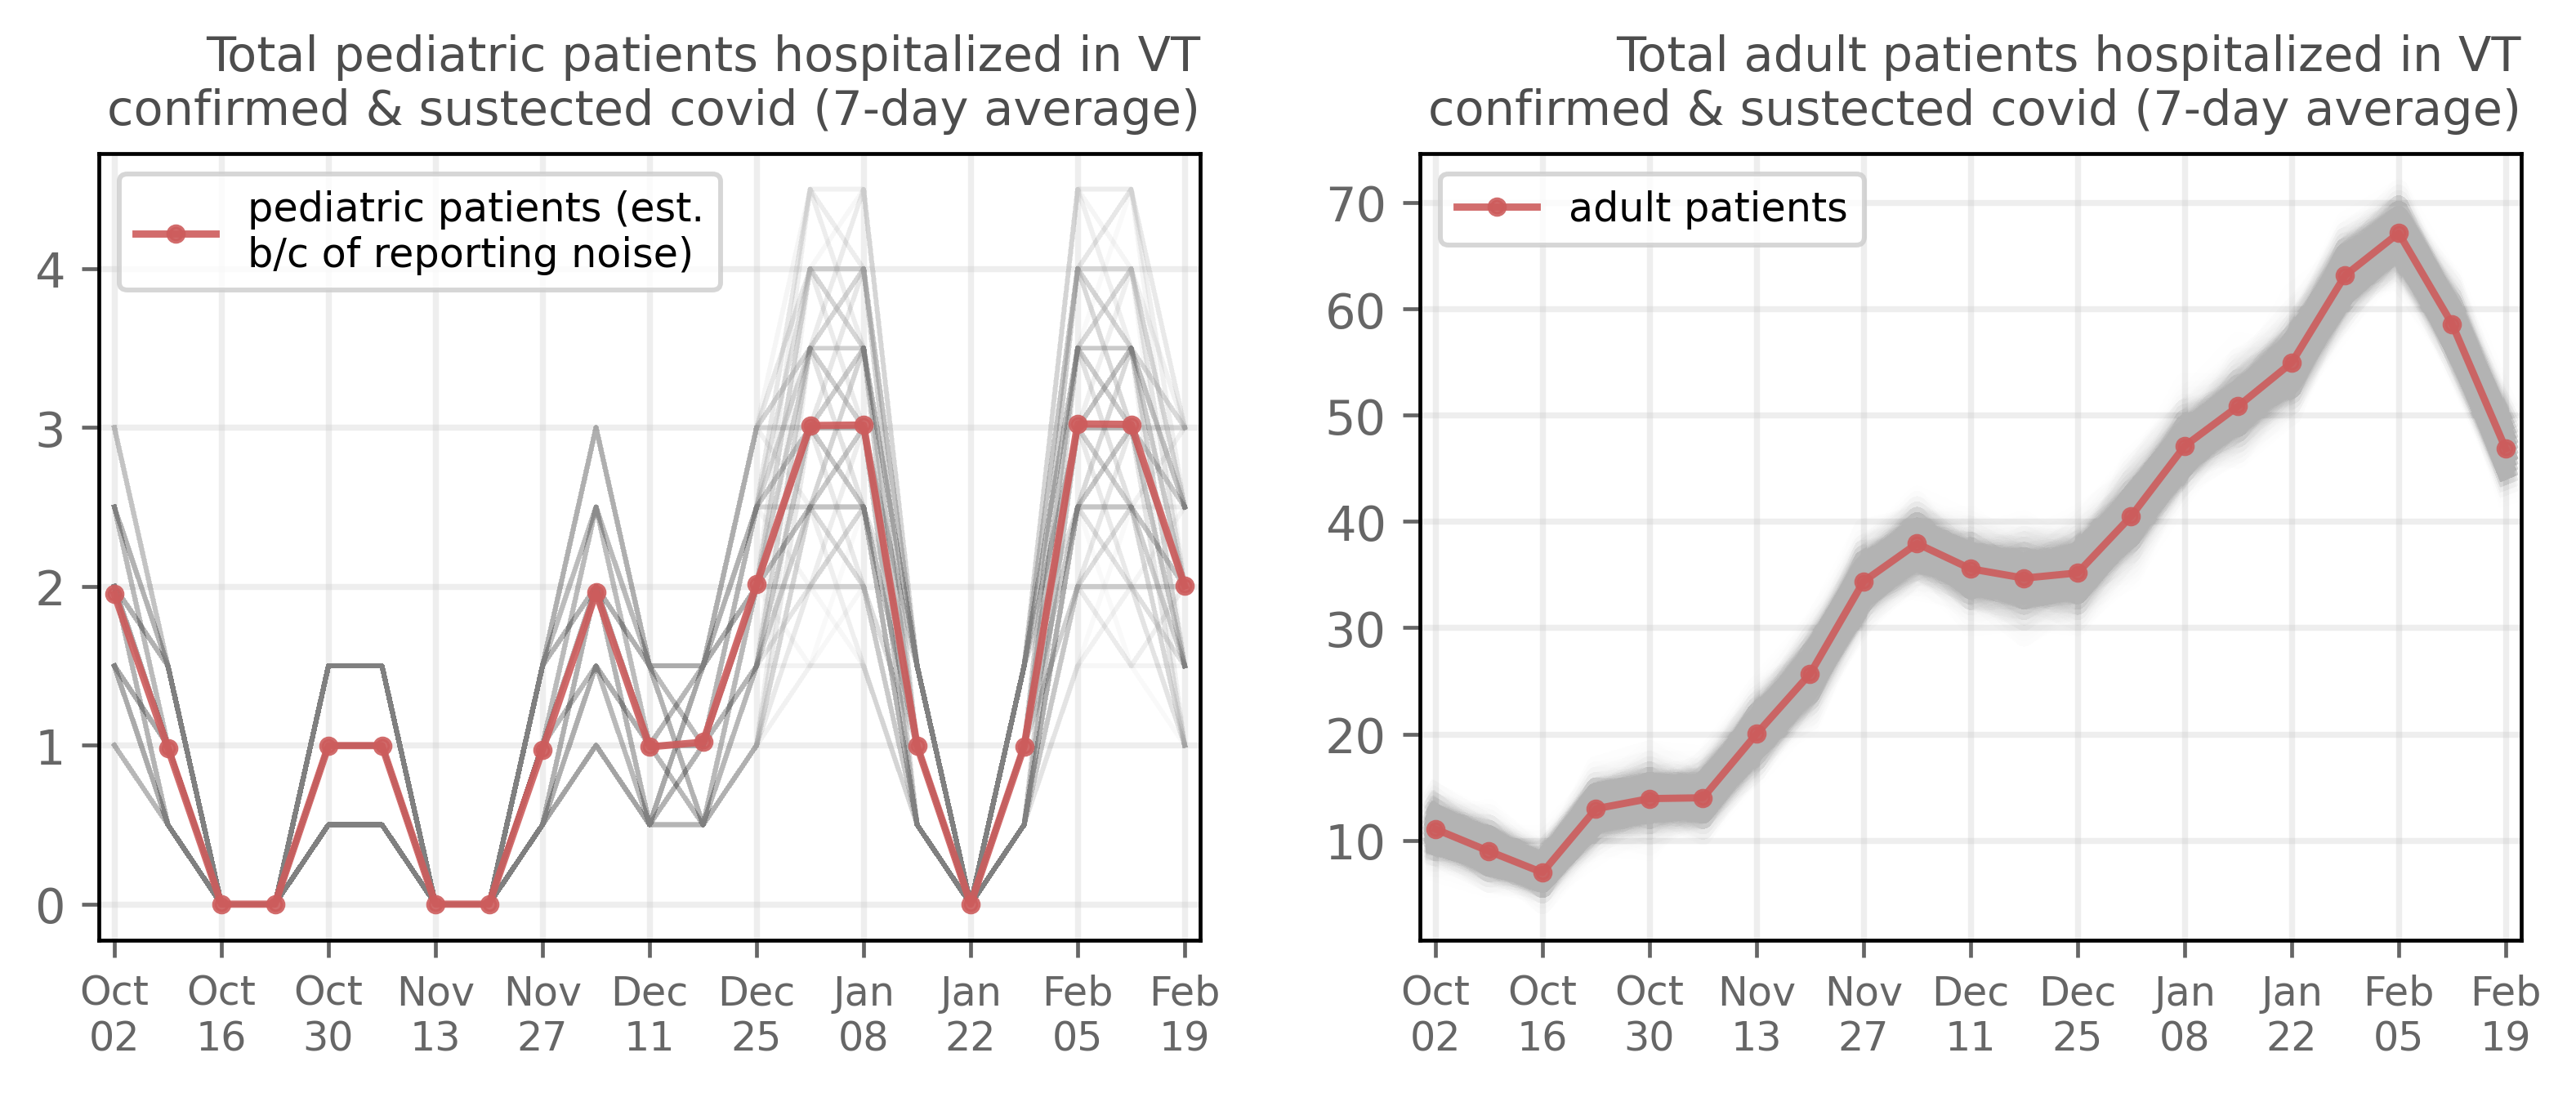 Total pediatric patients hospitalized in VT
confirmed & sustected covid (7-day average)
pediatric patients (est.
b/c of reporting noise)
4
3
2
1
0
Oct Oct Oct Nov Nov Dec Dec Jan Jan Feb Feb
02 16 30 13 27 11 25 08 22 05 19
Total adult patients hospitalized in VT
confirmed & sustected covid (7-day average)
adult patients
70
60
50
40
30
20
10
Oct Oct Oct Nov Nov Dec Dec Jan Jan Feb Feb
02 16 30 13 27 11 25 08 22 05 19